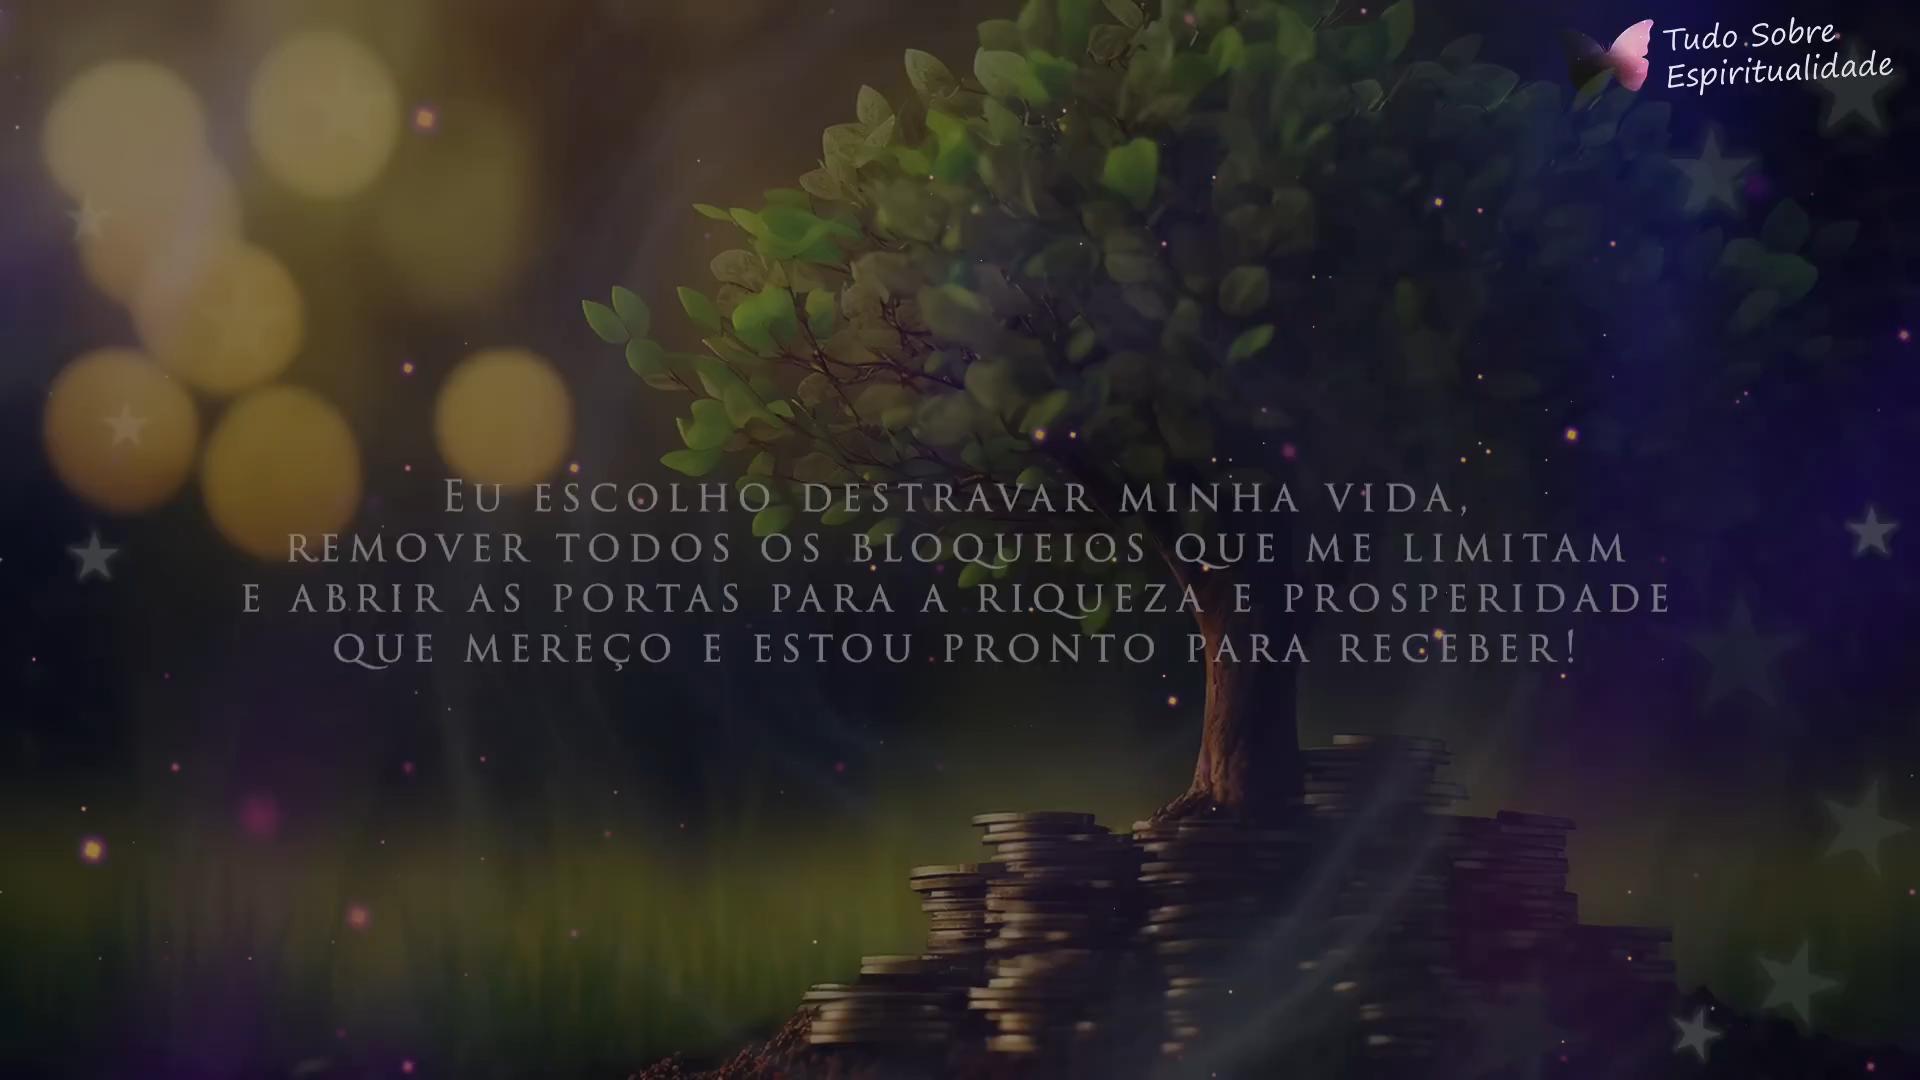 Tudo Sobre
Espiritualidade
Eu escolho destravar minha vida,
remover todos os bloqueios que me limitam
e abrir as portas para a riqueza e prosperidade
que mereço e estou pronto para receber!